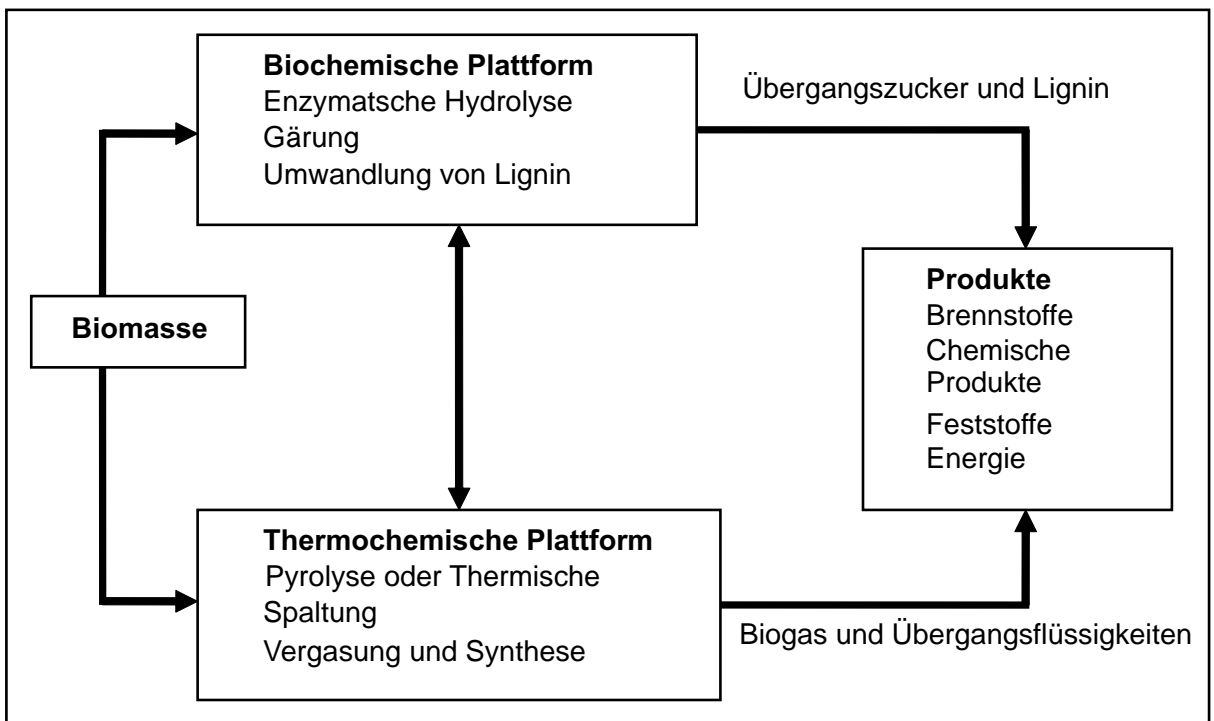 Biochemische Plattform
Enzymatsche Hydrolyse
Gärung
Umwandlung von Lignin
Übergangszucker und Lignin
Biomasse
Produkte
Brennstoffe
Chemische
Produkte
Feststoffe
Energie
Thermochemische Plattform
Pyrolyse oder Thermische
Spaltung
Vergasung und Synthese
Biogas und Übergangsflüssigkeiten